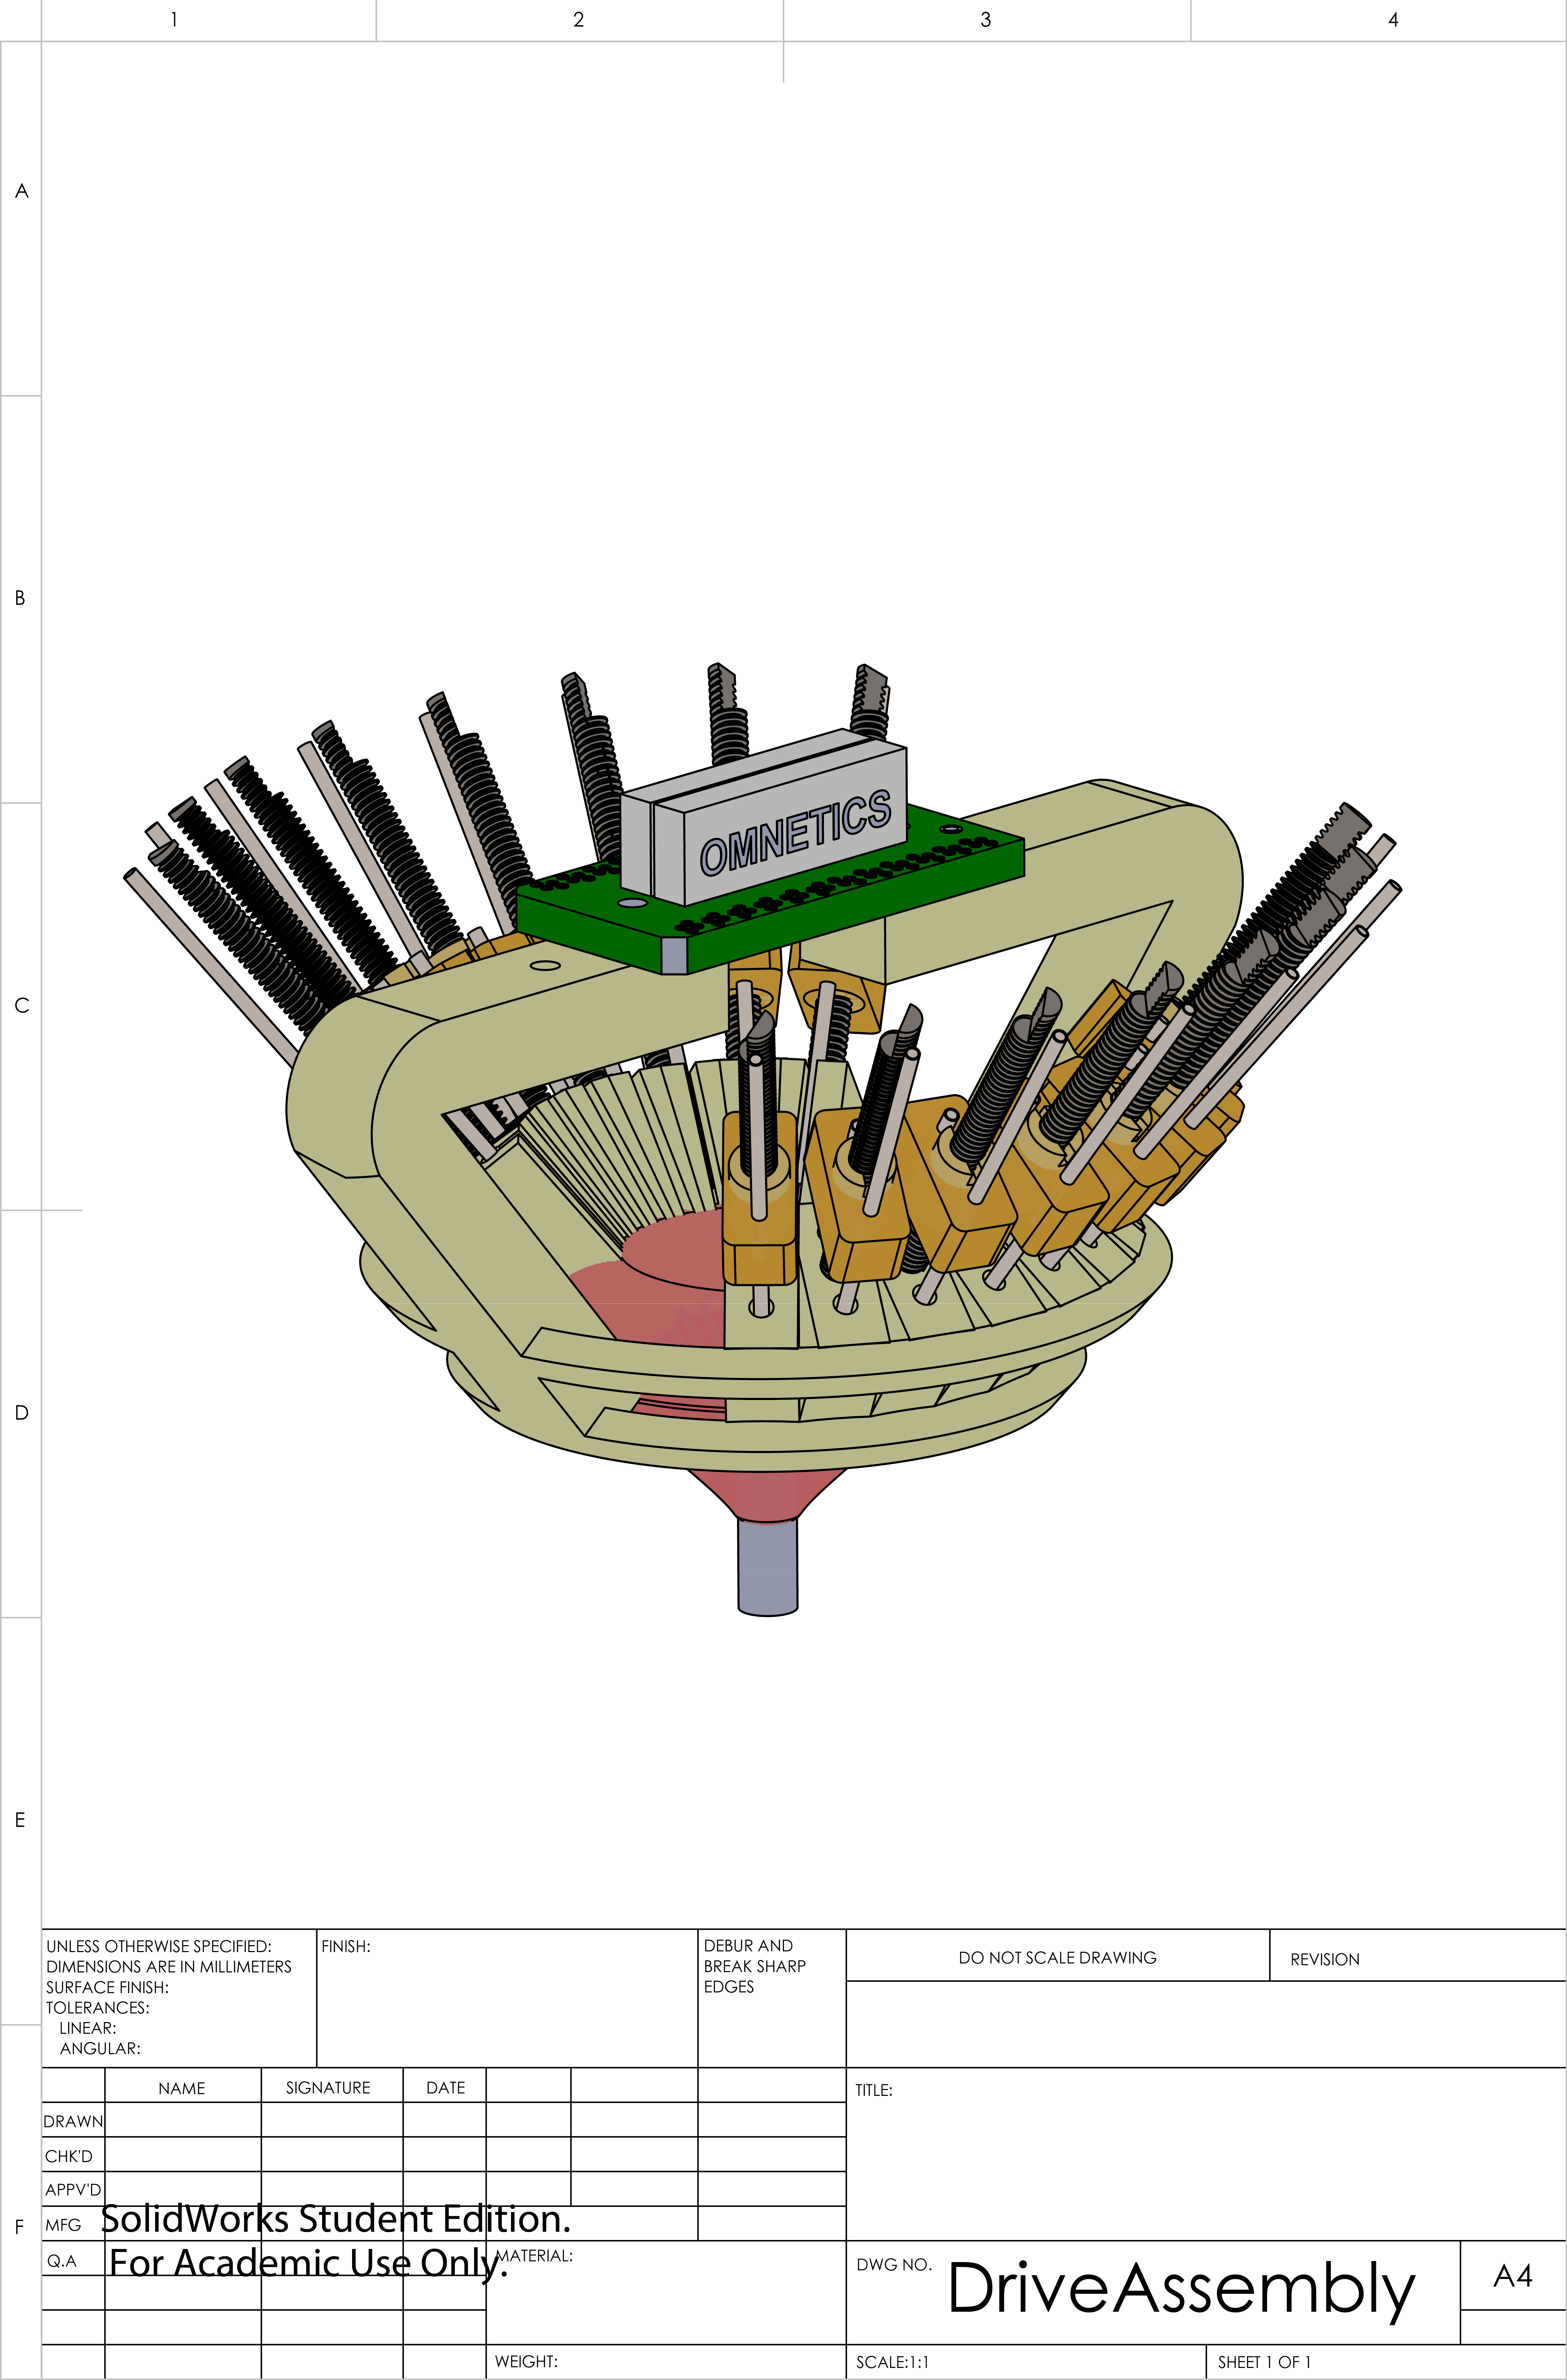 1 2 3 4
A
B
C
D
E
F
OMNETICS
UNLESS OTHERWISE SPECIFIED:
DIMENSIONS ARE IN MILLIMETERS
SURFACE FINISH:
TOLERANCES:
LINEAR:
ANGULAR:
FINISH:
DEBUR AND
BREAK SHARP
EDGES
DO NOT SCALE DRAWING
REVISION
NAME SIGNATURE DATE
DRAWN
CHK'D
APPV'D
MFG
Q.A
SolidWorks Student Edition.
For Academic Use Only.
MATERIAL:
WEIGHT:
TITLE:
DWG NO.
DriveAssembly
A4
SCALE:1:1
SHEET 1 OF 1